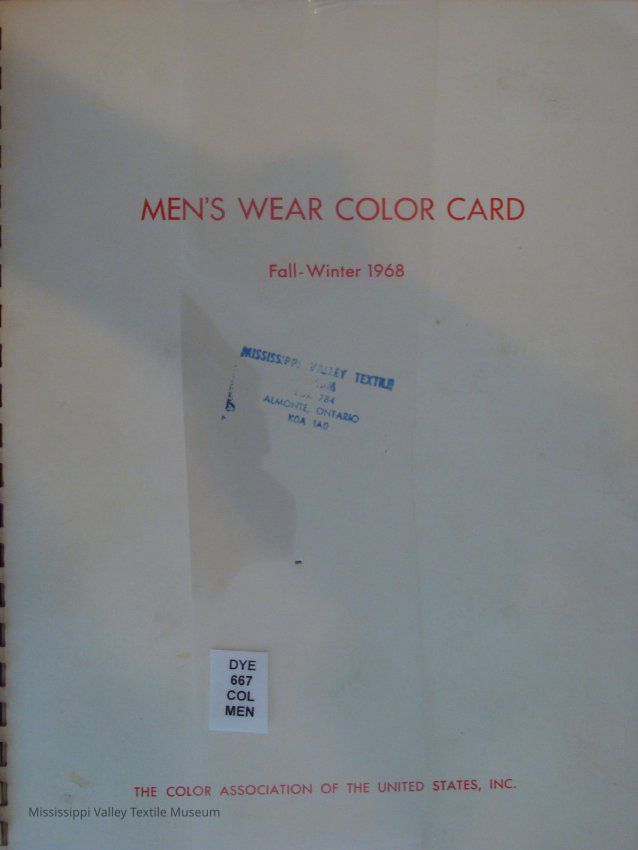 MEN'S WEAR COLOR CARD
Fall-Winter 1968
MISSISSIPPI VALLEY TEXTILE
784
ALMONTE, ONTARIO
K0A 1A0
DYE
667
COL
MEN
THE COLOR ASSOCIATION OF THE UNITED STATES, INC.
Mississippi Valley Textile Museum